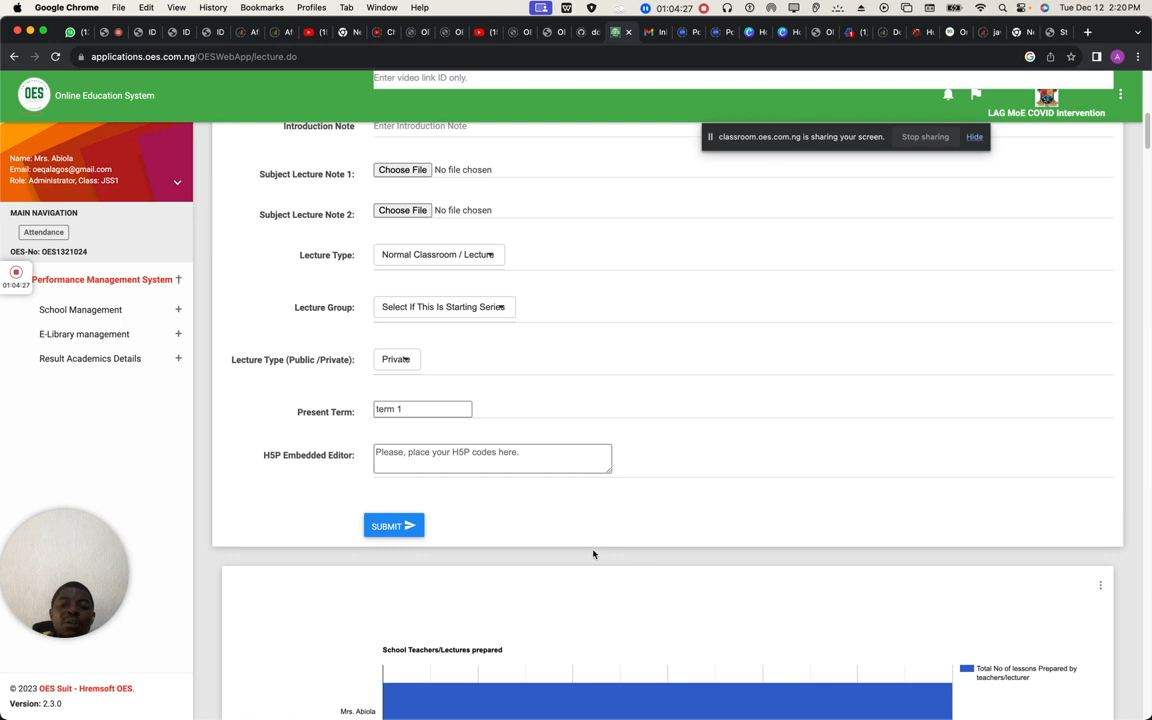 Google Chrome File Edit View History Bookmarks Profiles Tab Window Help
01:04:27
Tue Dec 12 2:20 PM
applications.oes.com.ng/OESWebApp/lecture.do
OES
Online Education System
Enter video link ID only.
LAG MoE COVID Intervention
classroom.oes.com.ng is sharing your screen. Stop sharing Hide
Name: Mrs. Abiola
Email: oeqalagos@gmail.com
Role: Administrator, Class: JSS1
MAIN NAVIGATION
Attendance
OES-No: OES1321024
01:04:27
Performance Management System
School Management
E-Library management
Result Academics Details
Introduction Note Enter Introduction Note
Subject Lecture Note 1: Choose File No file chosen
Subject Lecture Note 2: Choose File No file chosen
Lecture Type: Normal Classroom / Lecture
Lecture Group: Select If This Is Starting Series
Lecture Type (Public /Private): Private
Present Term: term 1
H5P Embedded Editor: Please, place your H5P codes here.
SUBMIT
School Teachers/Lectures prepared
Total No of lessons Prepared by
teachers/lecturer
Mrs. Abiola
© 2023 OES Suit - Hremsoft OES.
Version: 2.3.0